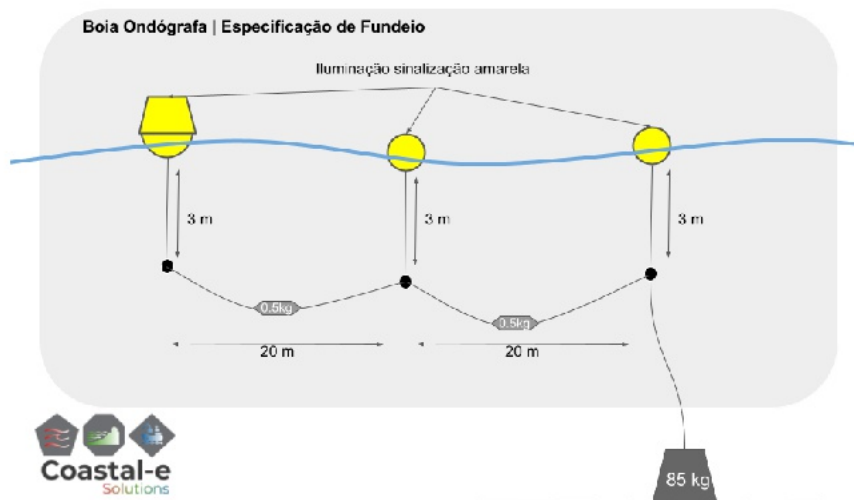 Boia Ondógrafa | Especificação de Fundeio
Iluminação sinalização amarela
3 m
3 m
3 m
0.5kg
0.5kg
20 m
20 m
Coastal-e
Solutions
85 kg